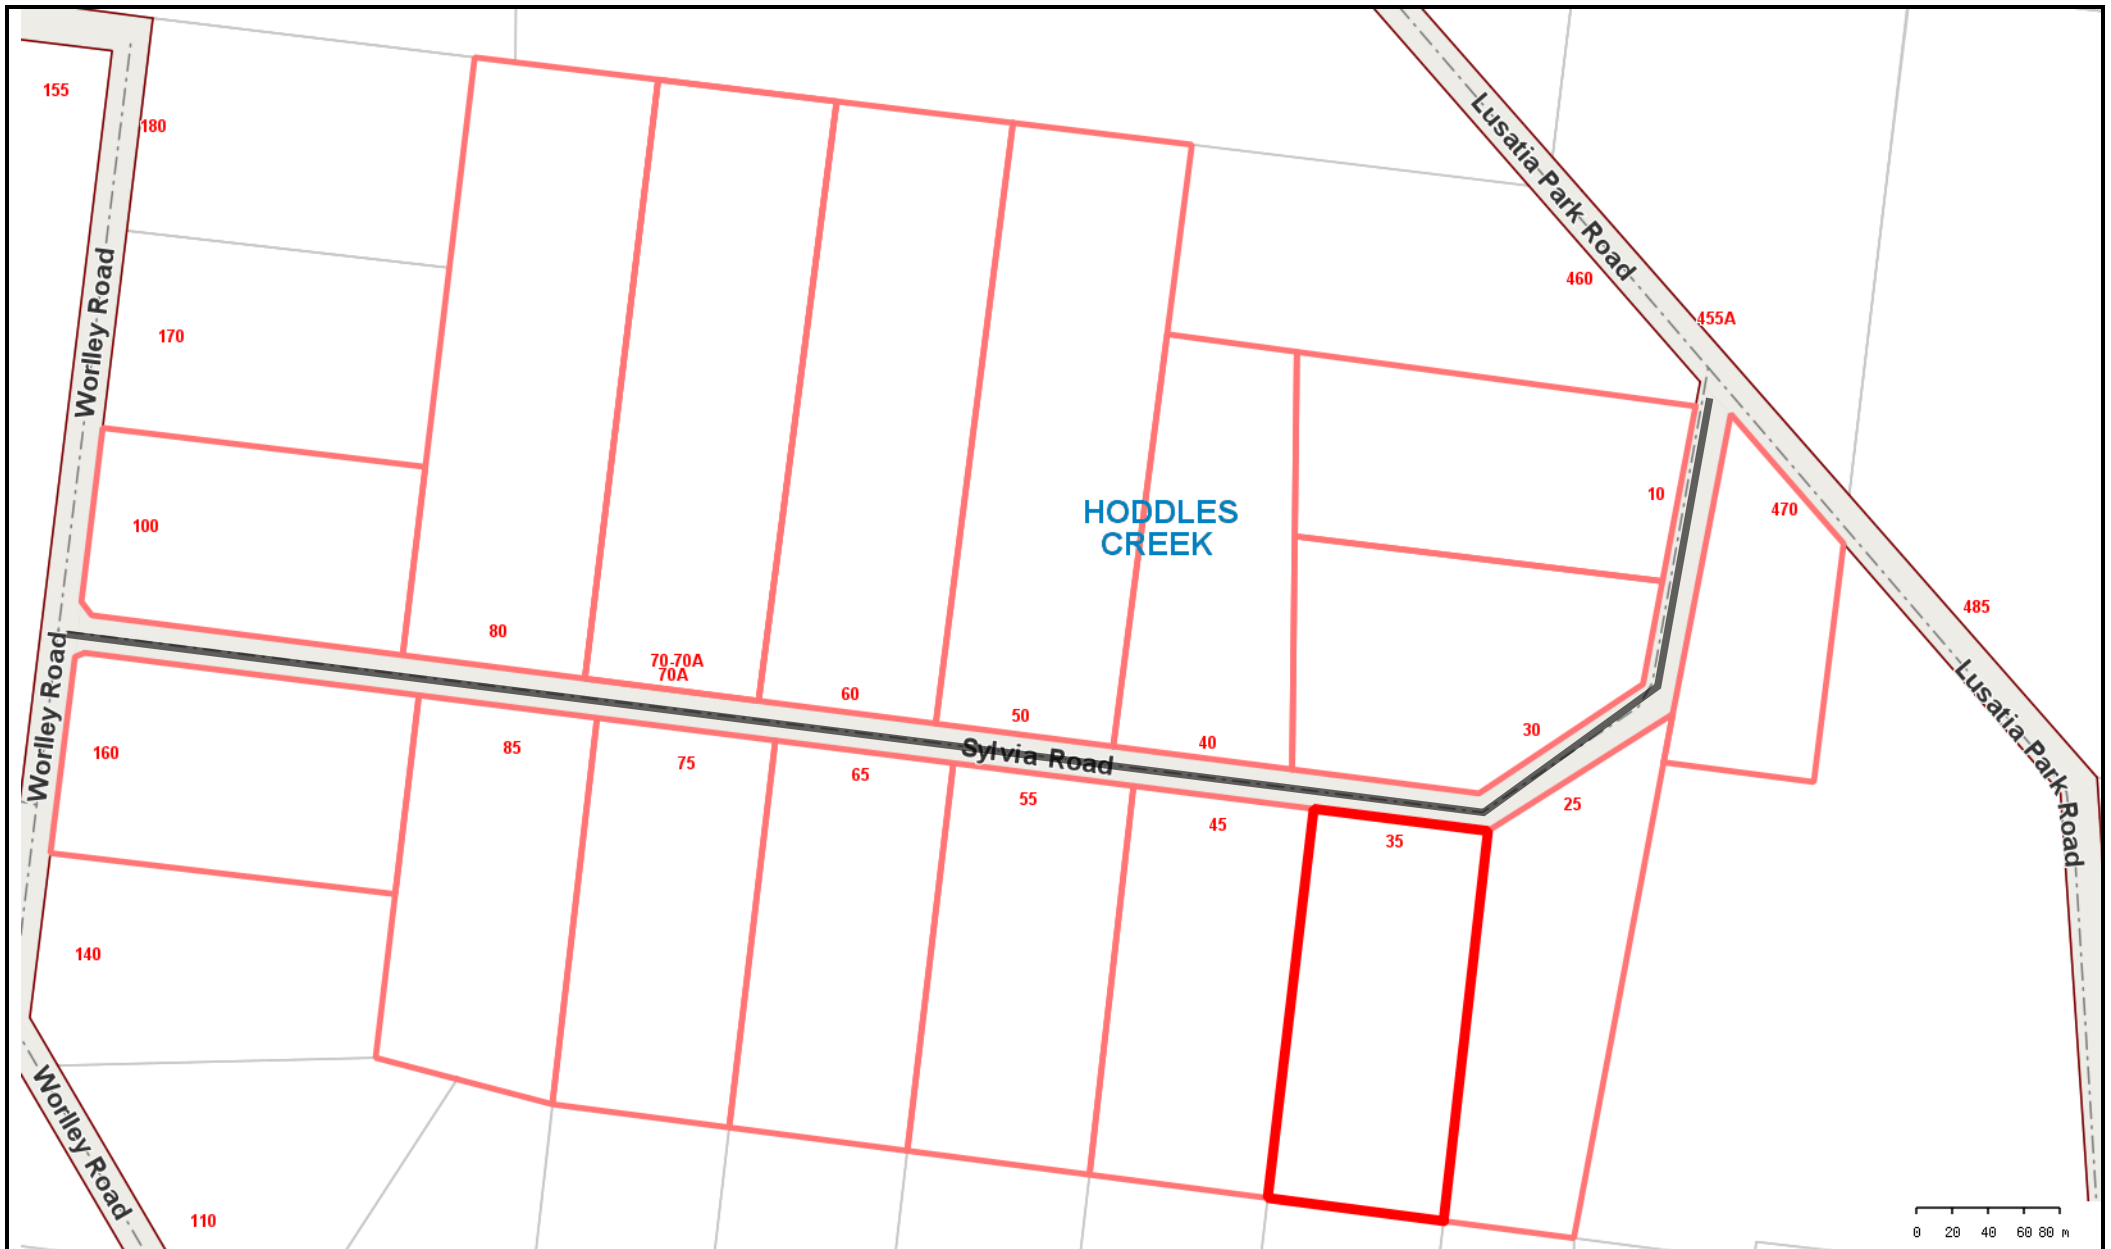 155
180
Lusatia Park Road
460
455A
Worlley Road
170
10
470
HODDLES
CREEK
100
485
80
70-70A
70A
60
50
40
30
Worlley Road
160
85
75
65
Sylvia Road
55
45
35
25
Lusatia Park Road
140
Worlley Road
110
0 20 40 60 80 m